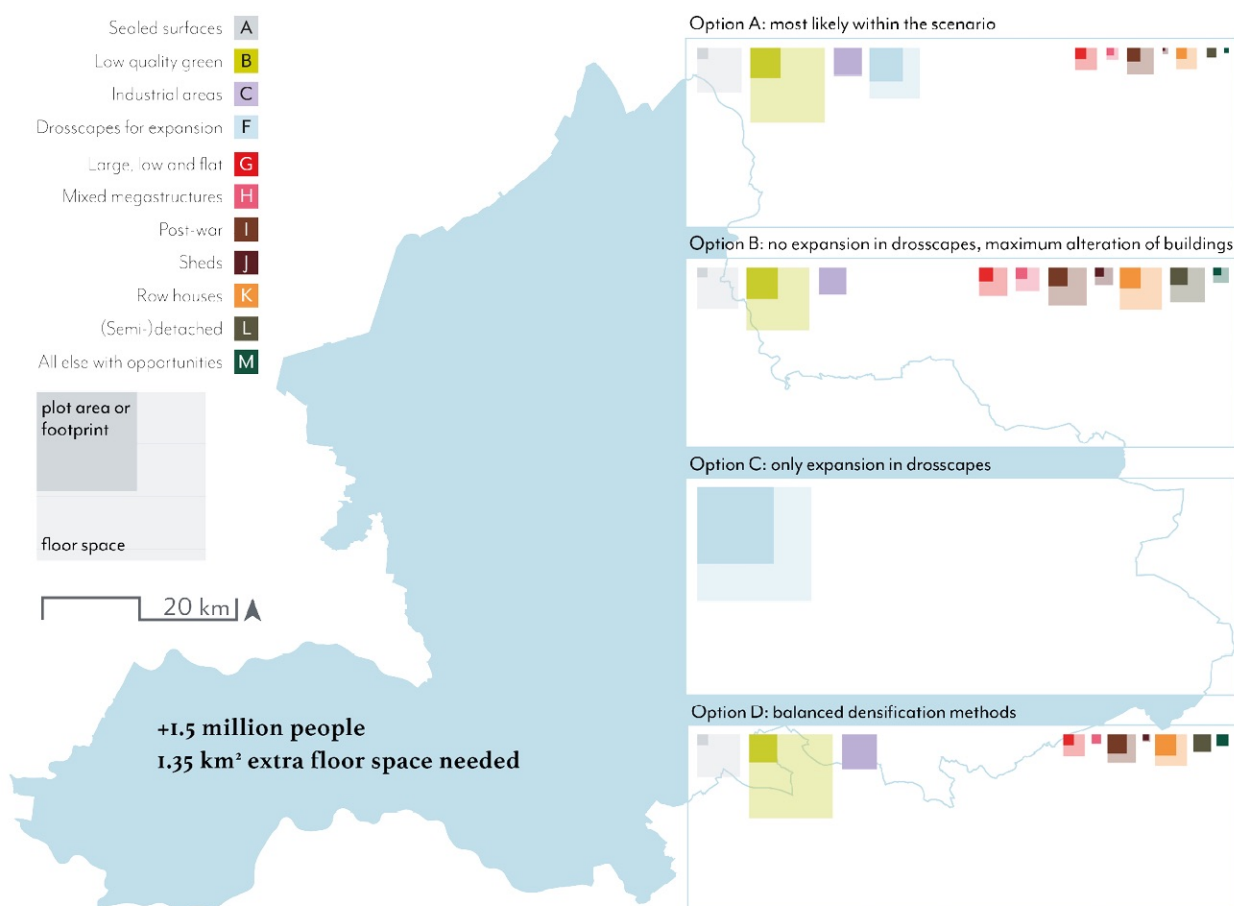 Sealed surfaces A
Low quality green B
Industrial areas C
Drosscapes for expansion F
Large, low and flat G
Mixed megastructures H
Post-war I
Sheds J
Row houses K
(Semi-)detached L
All else with opportunities M
plot area or
footprint
floor space
20 km
+1.5 million people
1.35 km² extra floor space needed
Option A: most likely within the scenario
Option B: no expansion in drosscapes, maximum alteration of buildings
Option C: only expansion in drosscapes
Option D: balanced densification methods